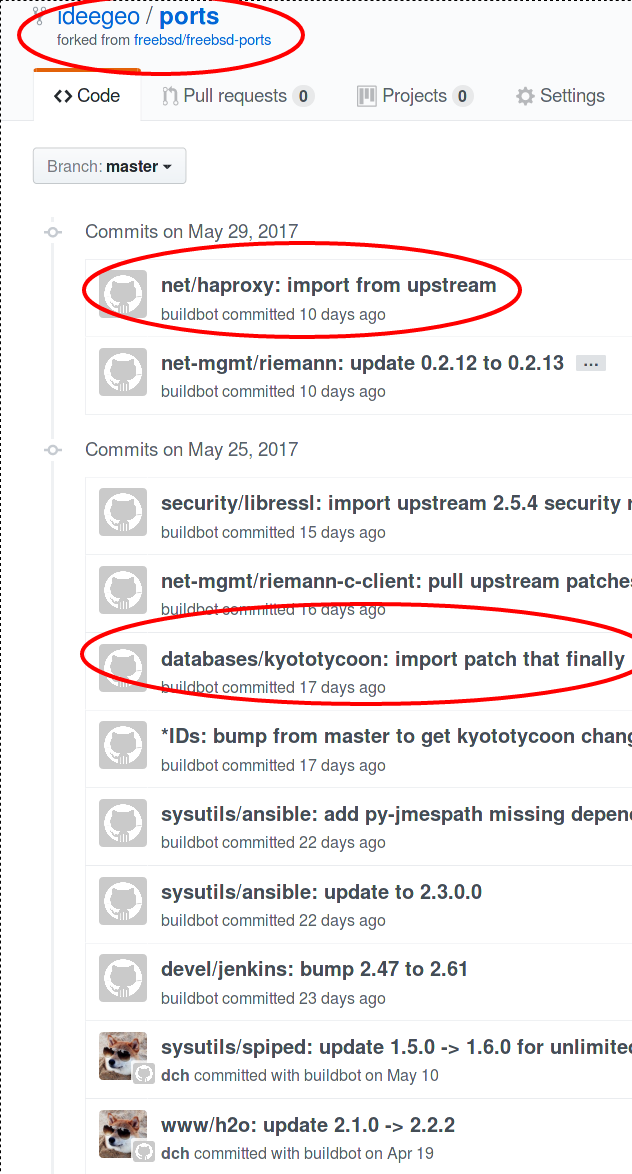 ideegeo / ports
forked from freebsd/freebsd-ports
Code Pull requests 0 Projects 0 Settings
Branch: master
Commits on May 29, 2017
net/haproxy: import from upstream
buildbot committed 10 days ago
net-mgmt/riemann: update 0.2.12 to 0.2.13 …
buildbot committed 10 days ago
Commits on May 25, 2017
security/libressl: import upstream 2.5.4 security
buildbot committed 15 days ago
net-mgmt/riemann-c-client: pull upstream patches
buildbot committed 16 days ago
databases/kyototycoon: import patch that finally
buildbot committed 17 days ago
*IDs: bump from master to get kyototycoon chang
buildbot committed 17 days ago
sysutils/ansible: add py-jmespath missing depen
buildbot committed 22 days ago
sysutils/ansible: update to 2.3.0.0
buildbot committed 22 days ago
devel/jenkins: bump 2.47 to 2.61
buildbot committed 23 days ago
sysutils/spiped: update 1.5.0 -> 1.6.0 for unlimited
dch committed with buildbot on May 10
www/h2o: update 2.1.0 -> 2.2.2
dch committed with buildbot on Apr 19